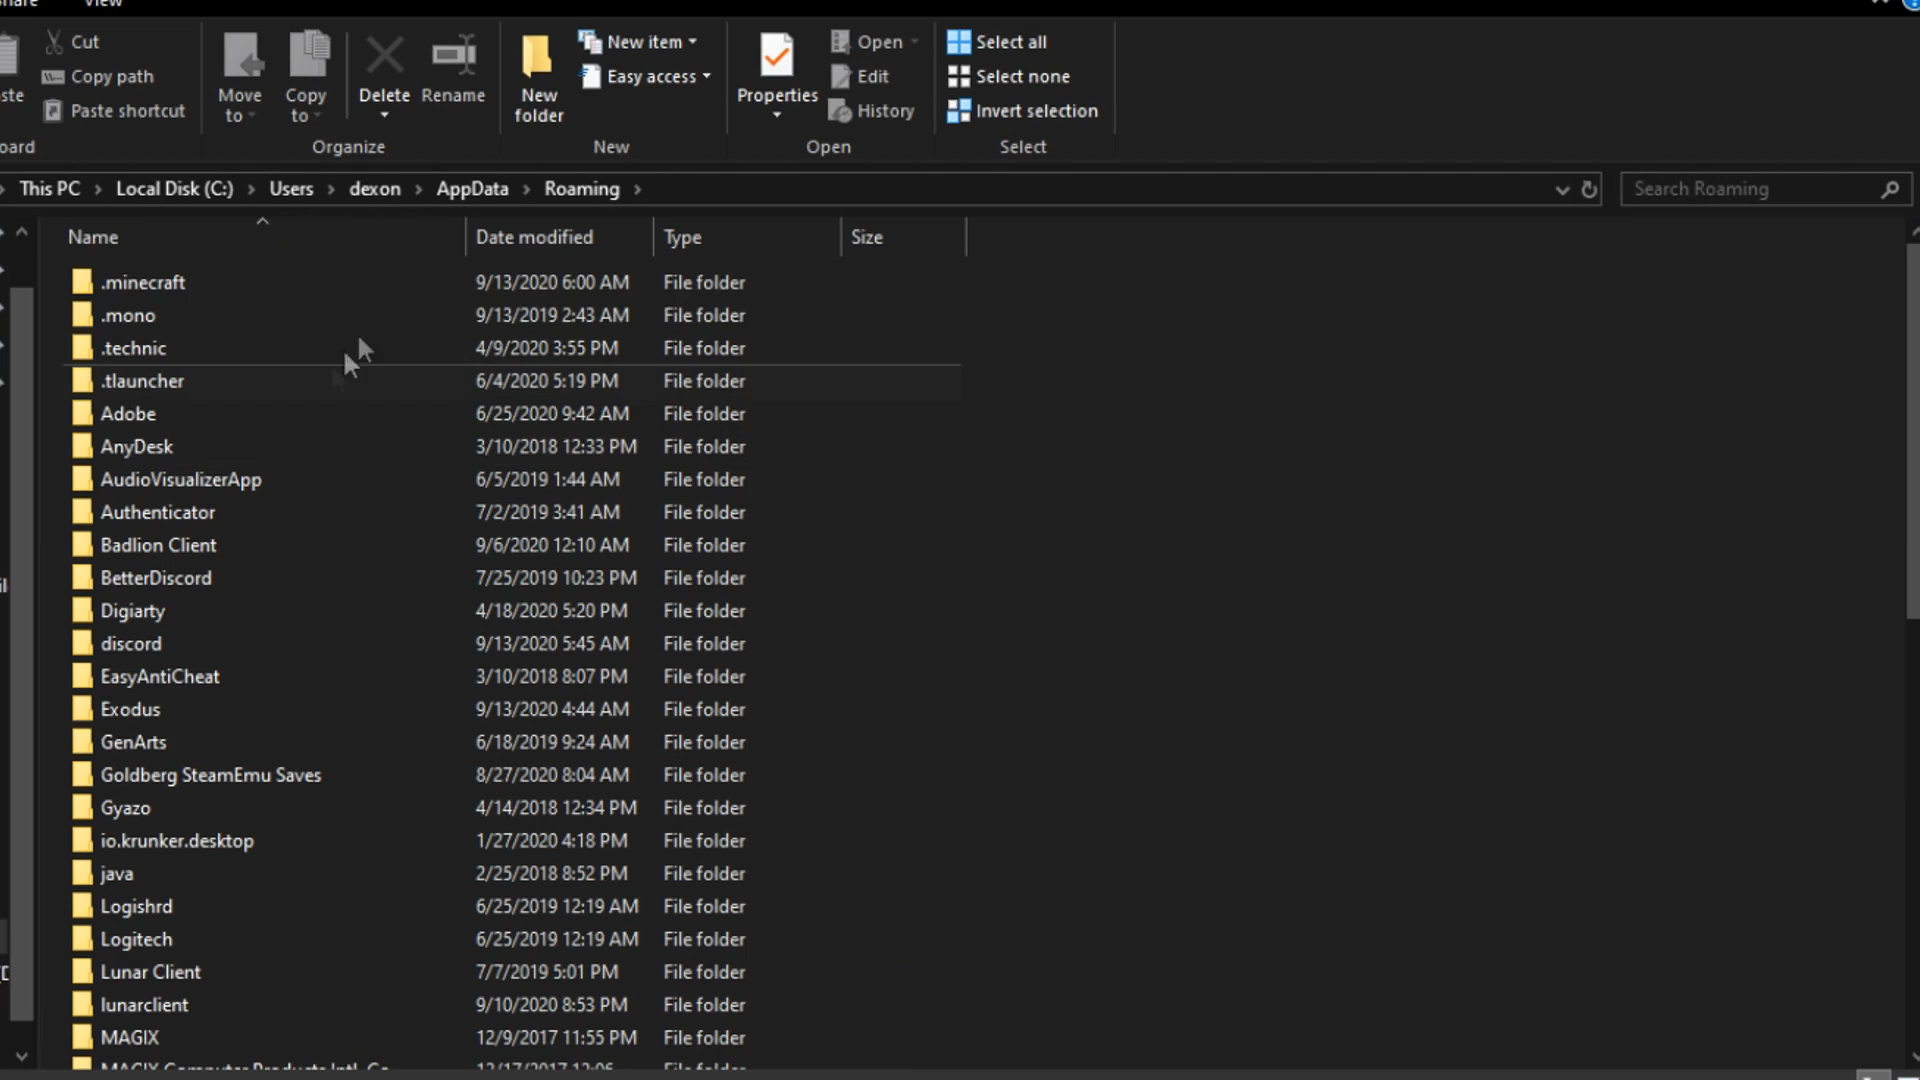 View
Cut
Copy path
Paste shortcut
Move to
Copy to
Delete
Rename
New folder
New item
Easy access
Properties
Open
Edit
History
Select all
Select none
Invert selection
Organize
New
Open
Select
This PC > Local Disk (C:) > Users > dexon > AppData > Roaming >
Search Roaming
Name Date modified Type Size
.minecraft 9/13/2020 6:00 AM File folder
.mono 9/13/2019 2:43 AM File folder
.technic 4/9/2020 3:55 PM File folder
.tlauncher 6/4/2020 5:19 PM File folder
Adobe 6/25/2020 9:42 AM File folder
AnyDesk 3/10/2018 12:33 PM File folder
AudioVisualizerApp 6/5/2019 1:44 AM File folder
Authenticator 7/2/2019 3:41 AM File folder
Badlion Client 9/6/2020 12:10 AM File folder
BetterDiscord 7/25/2019 10:23 PM File folder
Digiarty 4/18/2020 5:20 PM File folder
discord 9/13/2020 5:45 AM File folder
EasyAntiCheat 3/10/2018 8:07 PM File folder
Exodus 9/13/2020 4:44 AM File folder
GenArts 6/18/2019 9:24 AM File folder
Goldberg SteamEmu Saves 8/27/2020 8:04 AM File folder
Gyazo 4/14/2018 12:34 PM File folder
io.krunker.desktop 1/27/2020 4:18 PM File folder
java 2/25/2018 8:52 PM File folder
Logishrd 6/25/2019 12:19 AM File folder
Logitech 6/25/2019 12:19 AM File folder
Lunar Client 7/7/2019 5:01 PM File folder
lunarclient 9/10/2020 8:53 PM File folder
MAGIX 12/9/2017 11:55 PM File folder